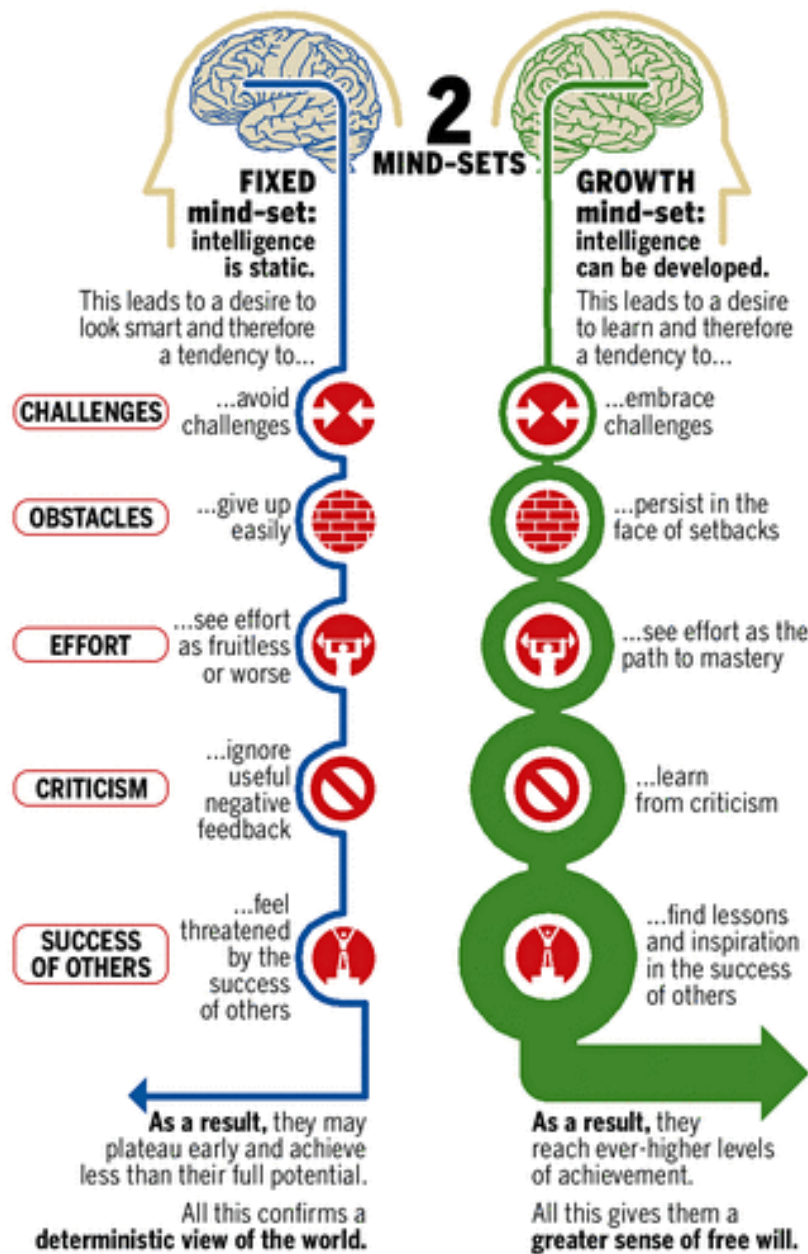 2
MIND-SETS
FIXED
mind-set:
intelligence
is static.
This leads to a desire to
look smart and therefore
a tendency to...
GROWTH
mind-set:
intelligence
can be developed.
This leads to a desire
to learn and therefore
a tendency to...
CHALLENGES
...avoid
challenges
...embrace
challenges
OBSTACLES
...give up
easily
...persist in the
face of setbacks
EFFORT
...see effort
as fruitless
or worse
...see effort as the
path to mastery
CRITICISM
...ignore
useful
negative
feedback
...learn
from criticism
SUCCESS
OF OTHERS
...feel
threatened
by the
success
of others
...find lessons
and inspiration
in the success
of others
As a result, they may
plateau early and achieve
less than their full potential.
All this confirms a
deterministic view of the world.
As a result, they
reach ever-higher levels
of achievement.
All this gives them a
greater sense of free will.